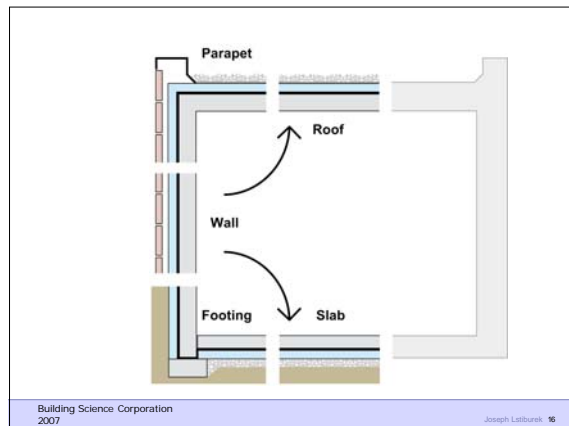 Parapet
Roof
Wall
Footing Slab
Building Science Corporation
2007
Joseph Lstiburek 16